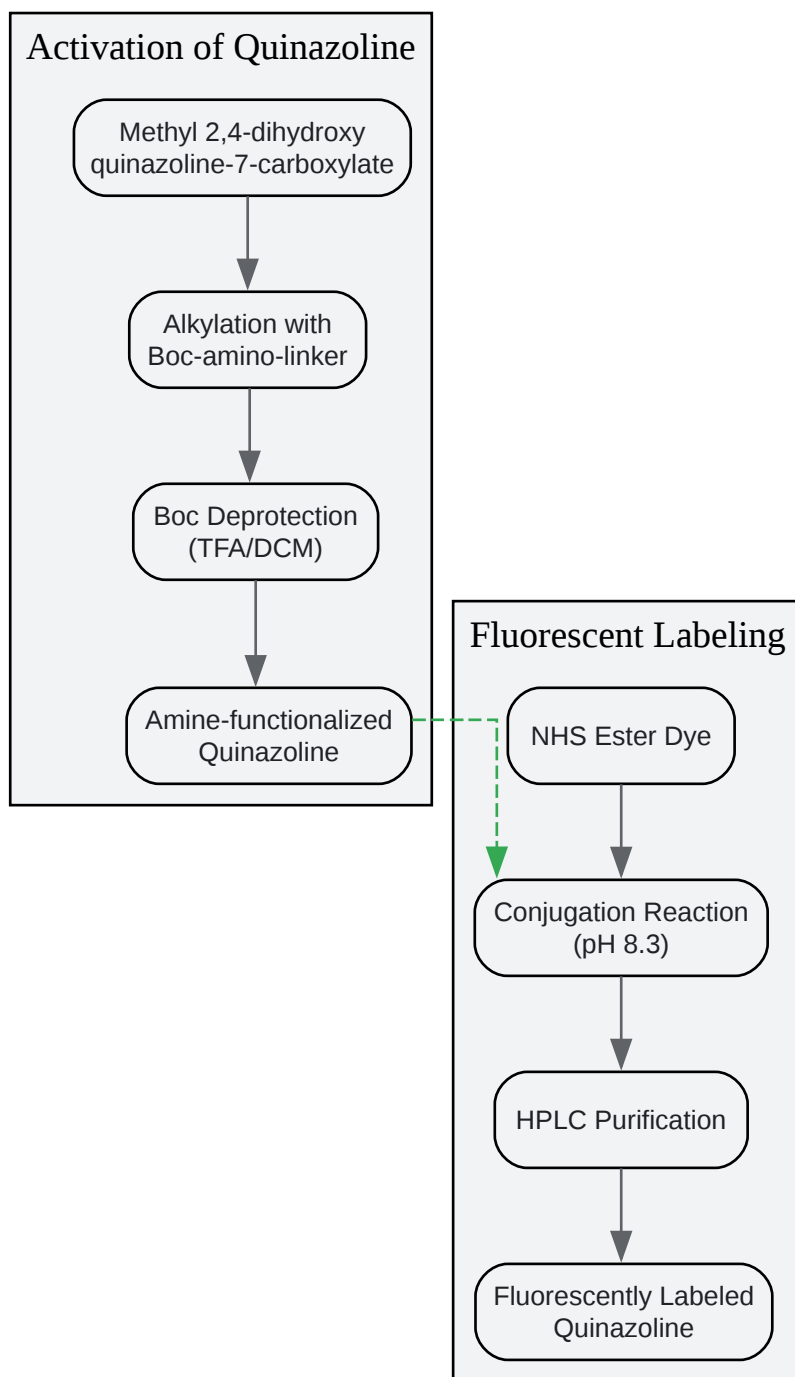 Activation of Quinazoline
Methyl 2,4-dihydroxy
quinazoline-7-carboxylate
Alkylation with
Boc-amino-linker
Boc Deprotection
(TFA/DCM)
Amine-functionalized
Quinazoline
Fluorescent Labeling
NHS Ester Dye
Conjugation Reaction
(pH 8.3)
HPLC Purification
Fluorescently Labeled
Quinazoline